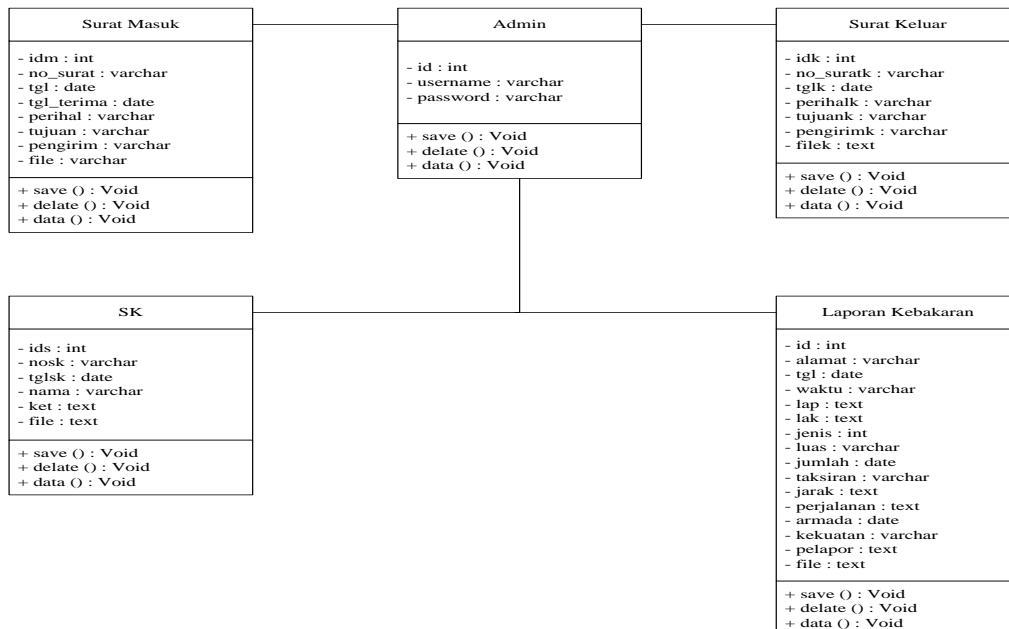 Surat Masuk
- idm : int
- no_surat : varchar
- tgl : date
- tgl_terima : date
- perihal : varchar
- tujuan : varchar
- pengirim : varchar
- file : varchar
+ save () : Void
+ delate () : Void
+ data () : Void
Admin
- id : int
- username : varchar
- password : varchar
+ save () : Void
+ delate () : Void
+ data () : Void
Surat Keluar
- idk : int
- no_suratk : varchar
- tglk : date
- perihalk : varchar
- tujuank : varchar
- pengirimk : varchar
- filek : text
+ save () : Void
+ delate () : Void
+ data () : Void
SK
- ids : int
- nosk : varchar
- tglsk : date
- nama : varchar
- ket : text
- file : text
+ save () : Void
+ delate () : Void
+ data () : Void
Laporan Kebakaran
- id : int
- alamat : varchar
- tgl : date
- waktu : varchar
- lap : text
- lak : text
- jenis : int
- luas : varchar
- jumlah : date
- taksiran : varchar
- jarak : text
- perjalanan : text
- armada : date
- kekuatan : varchar
- pelapor : text
- file : text
+ save () : Void
+ delate () : Void
+ data () : Void